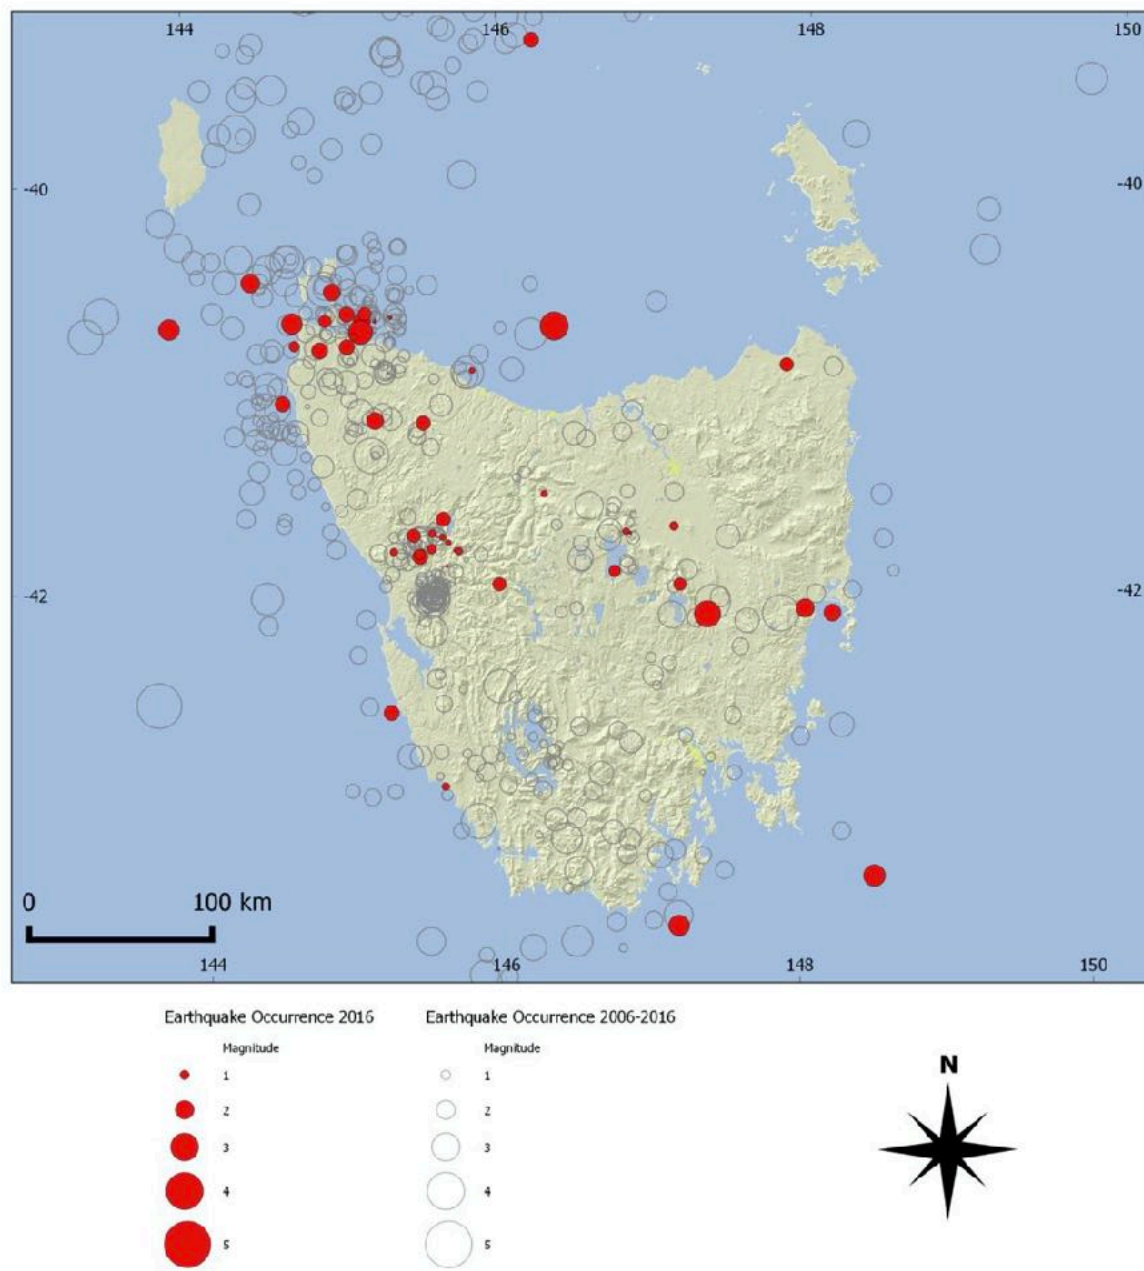 144 146 148 150
-40 -40
-42 -42
0 100 km
144 146 148 150
Earthquake Occurrence 2016 Earthquake Occurrence 2006-2016
Magnitude Magnitude
1 1
2 2
3 3
4 4
5 5
N